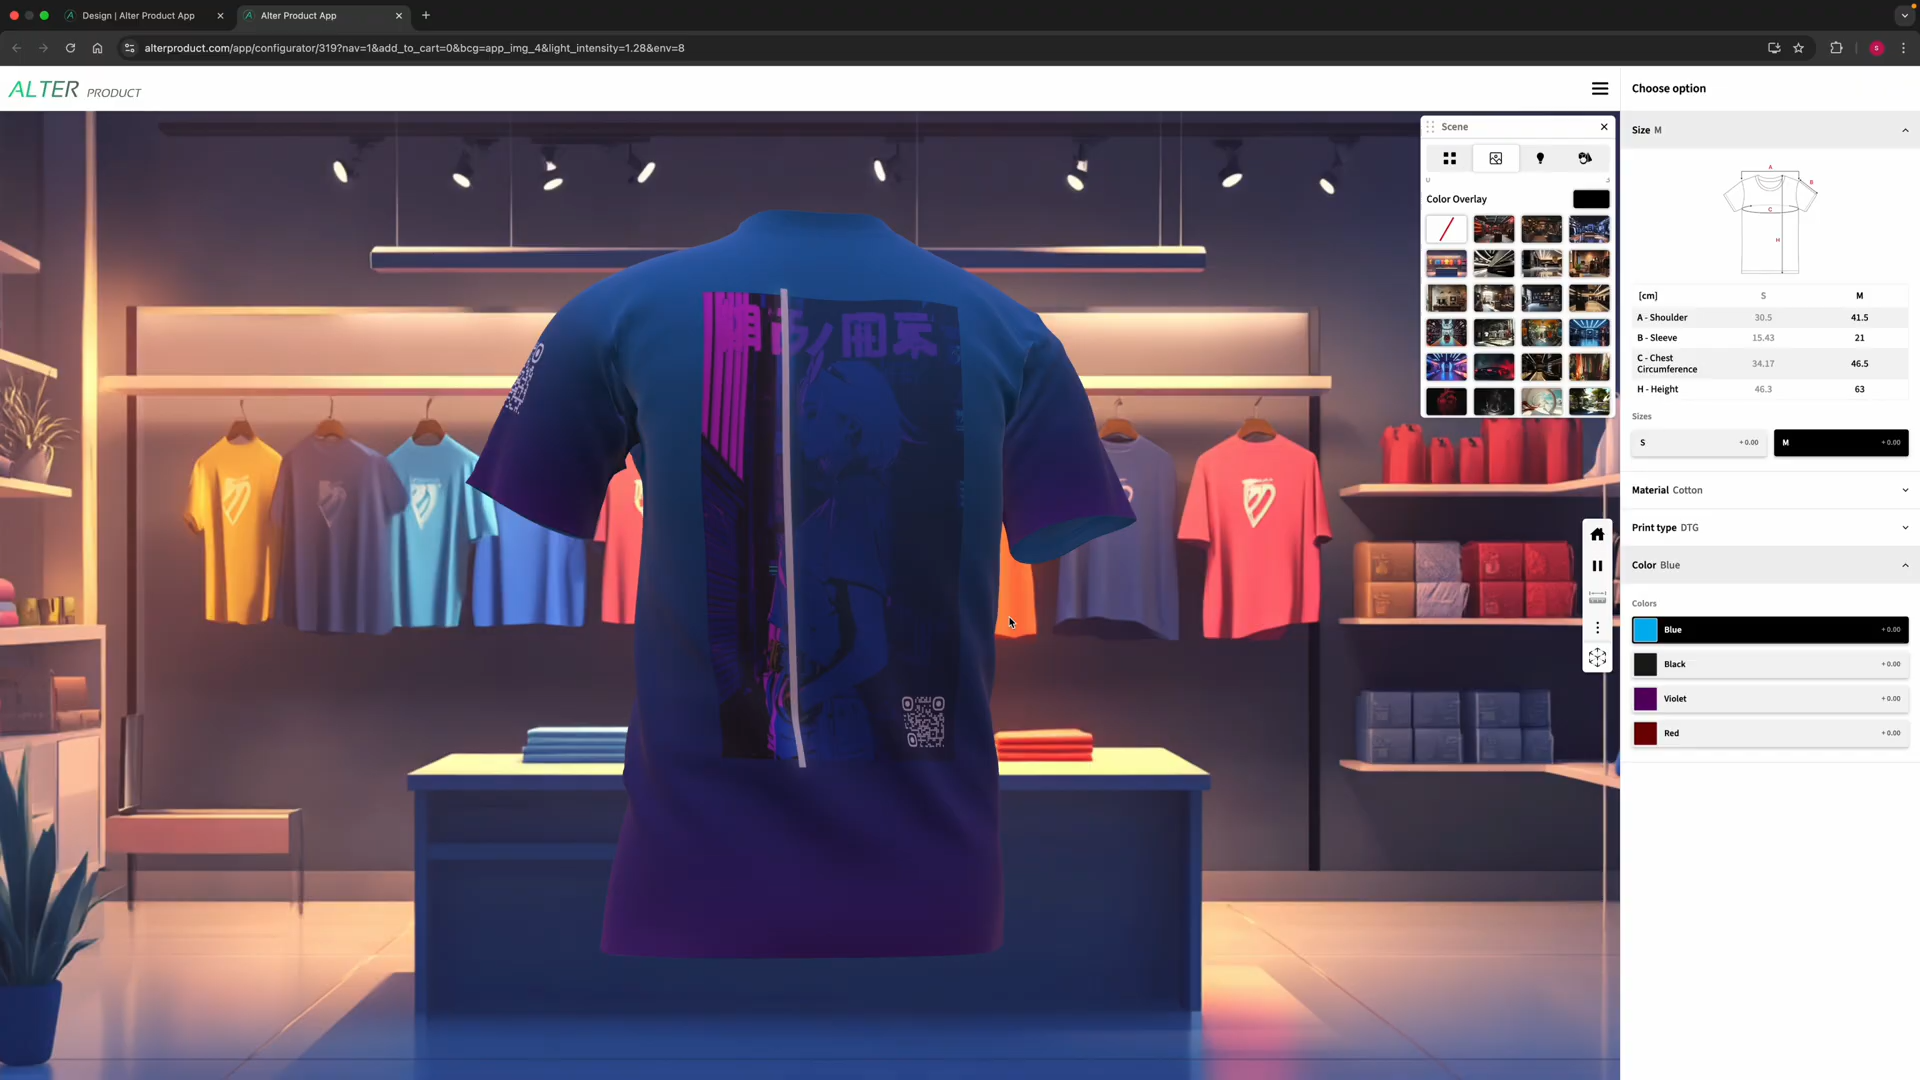 Design | Alter Product App
Alter Product App
alterproduct.com/app/configurator/319?nav=1&add_to_cart=0&bcg=app_img_4&light_intensity=1.28&env=8
ALTER PRODUCT
Choose option
Scene
Size M
A
B
C
H
0
3
Color Overlay
[cm] S M
A - Shoulder 30.5 41.5
B - Sleeve 15.43 21
C - Chest
Circumference 34.17 46.5
H - Height 46.3 63
Sizes
S +0.00 M +0.00
Material Cotton
Print type DTG
Color Blue
Colors
Blue +0.00
Black +0.00
Violet +0.00
Red +0.00